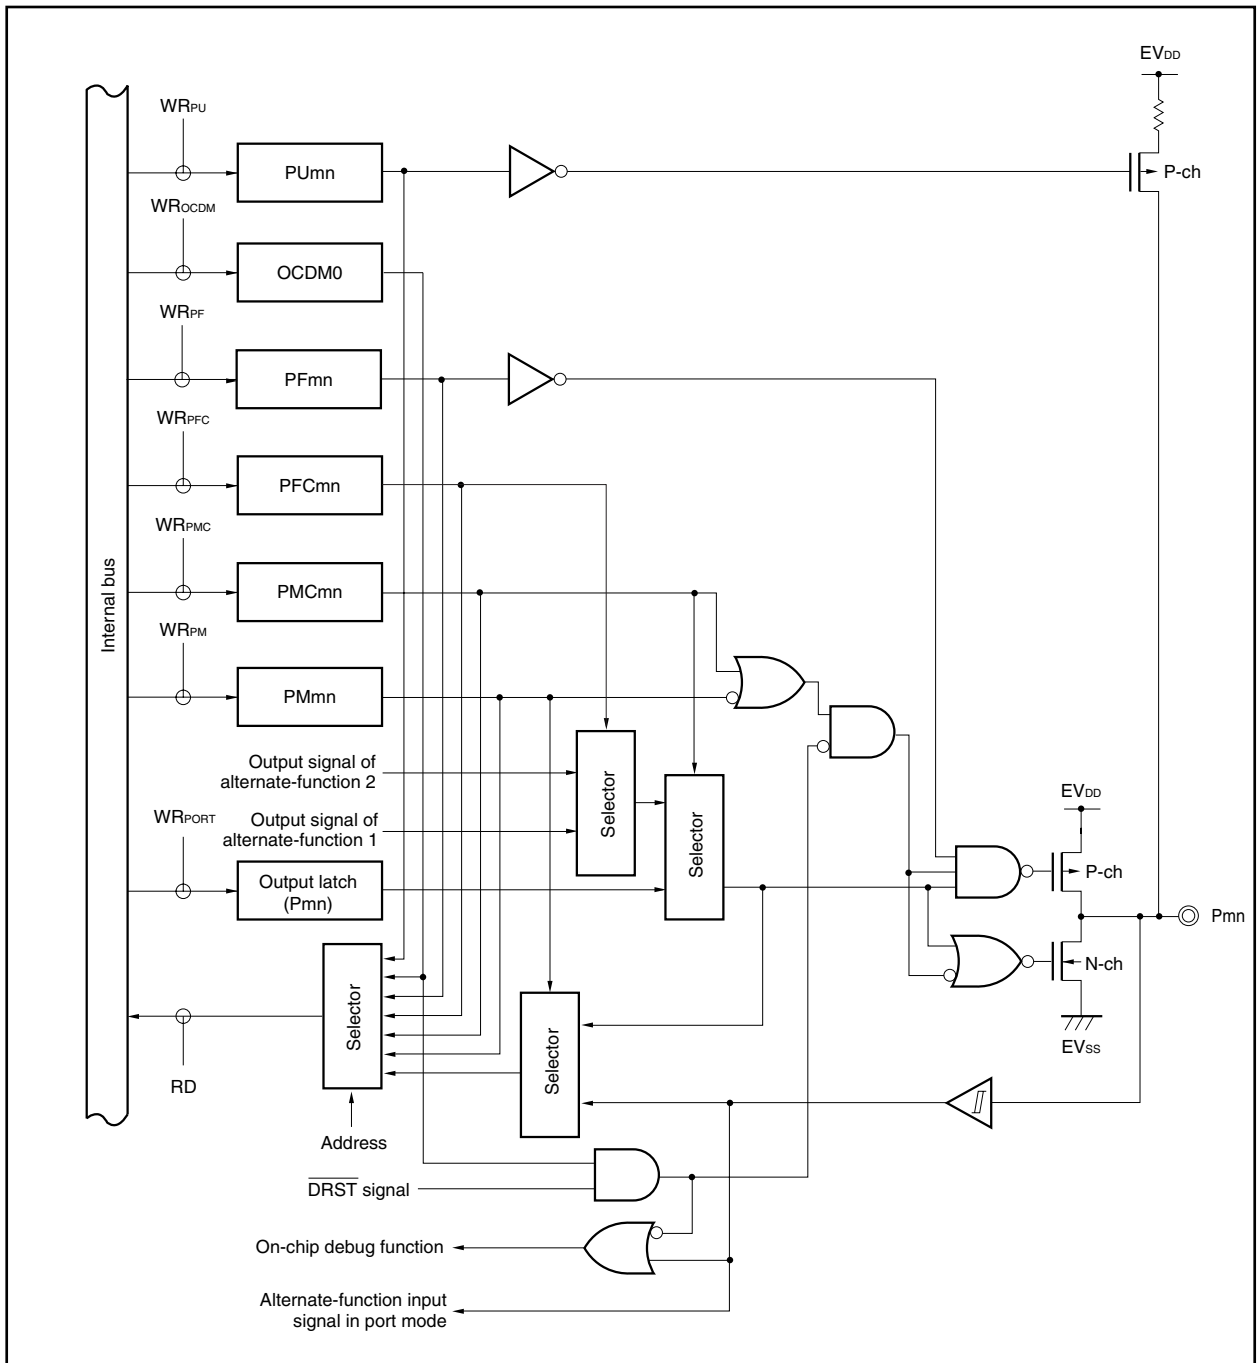 EVDD
WRPU
PUmn
P-ch
WROCDM
OCDM0
WRPF
PFmn
WRPFC
PFCmn
WRPMC
PMCmn
Internal bus
WRPM
PMmn
Output signal of
alternate-function 2
Selector
Output signal of
alternate-function 1
Selector
EVDD
WRPORT
Output latch
(Pmn)
P-ch
Pmn
N-ch
EVSS
Selector
Selector
RD
Address
DRST signal
On-chip debug function
Alternate-function input
signal in port mode